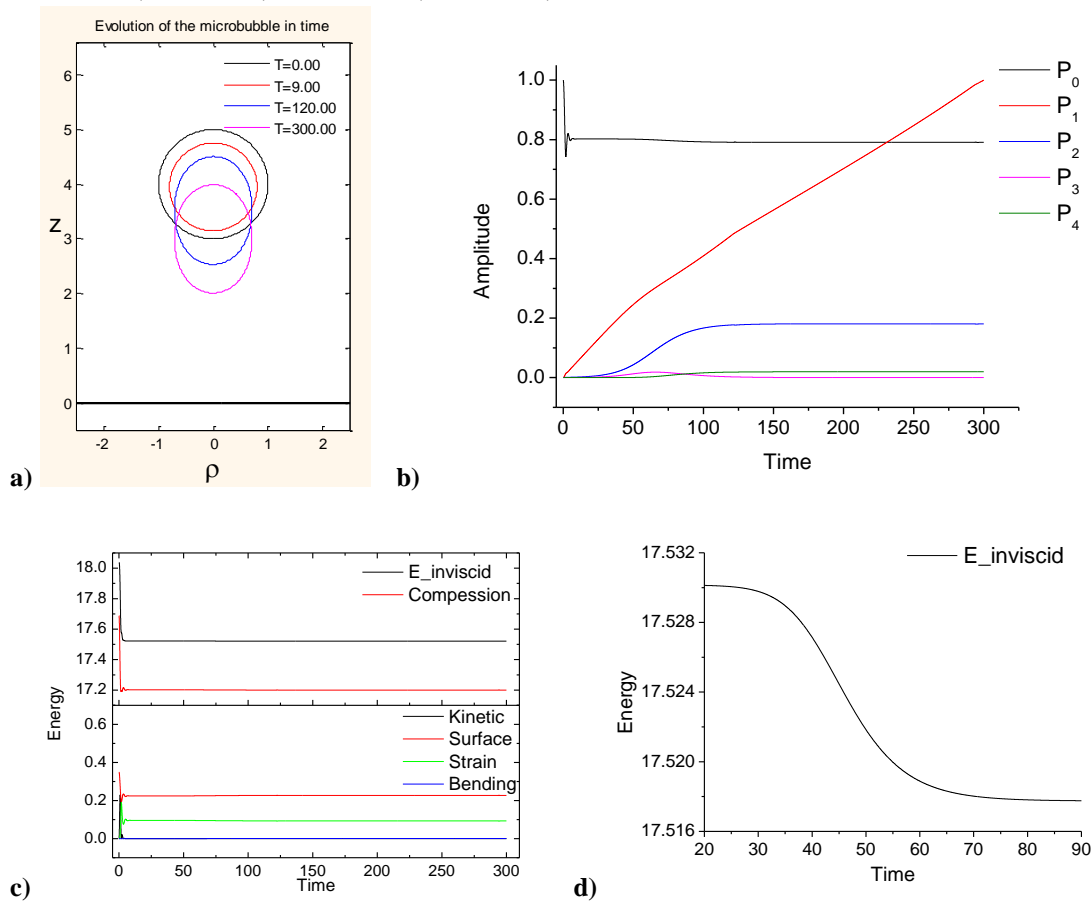 Evolution of the microbubble in time
T=0.00
T=9.00
T=120.00
T=300.00
6
5
4
3
2
1
0
z
-2 -1 0 1 2
ρ
a)
P0
P1
P2
P3
P4
1.0
0.8
0.6
0.4
0.2
0.0
Amplitude
0 50 100 150 200 250 300
Time
b)
18.0
17.8
17.6
17.4
17.2
E_inviscid
Compession
0.6
0.4
0.2
0.0
Kinetic
Surface
Strain
Bending
Energy
0 50 100 150 200 250 300
Time
c)
17.532
17.528
17.524
17.520
17.516
E_inviscid
Energy
20 30 40 50 60 70 80 90
Time
d)